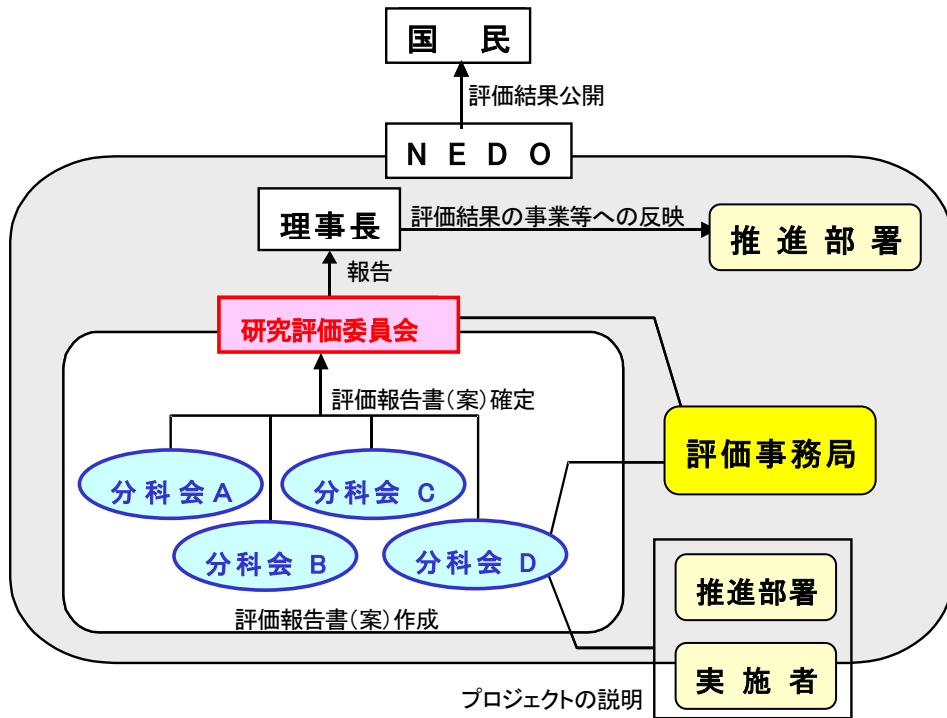 国 民
評価結果公開
N E D O
理事長
評価結果の事業等への反映
推進部署
報告
研究評価委員会
評価報告書(案)確定
評価事務局
分科会A
分科会 C
分科会 B
分科会 D
推進部署
評価報告書(案)作成
実施者
プロジェクトの説明